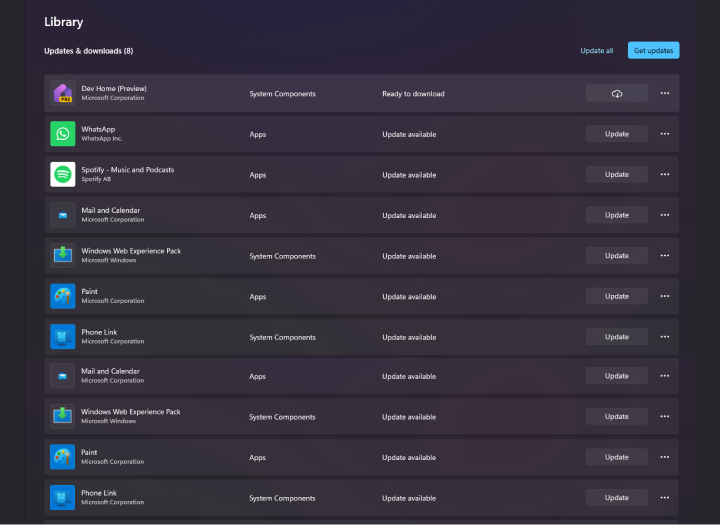 Library
Updates & downloads (8)
Update all
Get updates
Dev Home (Preview)
Microsoft Corporation
System Components
Ready to download
PRE
WhatsApp
WhatsApp Inc.
Apps
Update available
Update
Spotify - Music and Podcasts
Spotify AB
Apps
Update available
Update
Mail and Calendar
Microsoft Corporation
Apps
Update available
Update
Windows Web Experience Pack
Microsoft Windows
System Components
Update available
Update
Paint
Microsoft Corporation
Apps
Update available
Update
Phone Link
Microsoft Corporation
System Components
Update available
Update
Mail and Calendar
Microsoft Corporation
Apps
Update available
Update
Windows Web Experience Pack
Microsoft Windows
System Components
Update available
Update
Paint
Microsoft Corporation
Apps
Update available
Update
Phone Link
Microsoft Corporation
System Components
Update available
Update